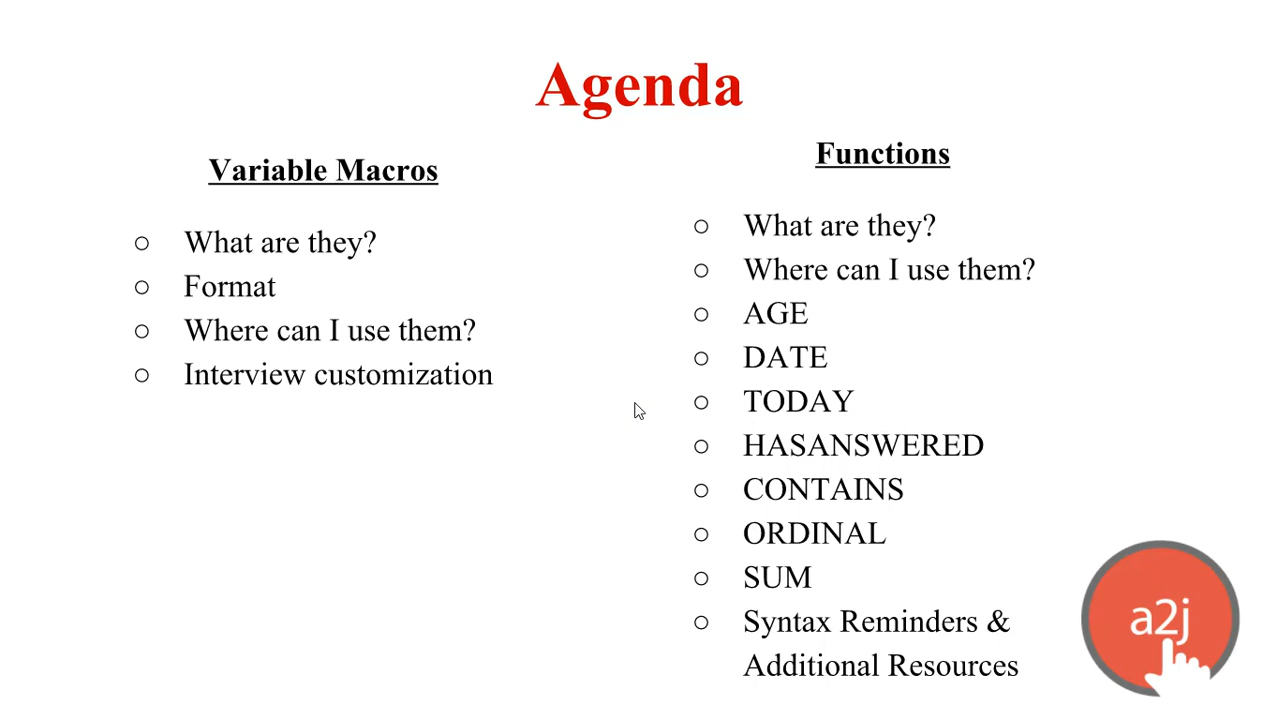 Agenda
Variable Macros
○ What are they?
○ Format
○ Where can I use them?
○ Interview customization
Functions
○ What are they?
○ Where can I use them?
○ AGE
○ DATE
○ TODAY
○ HASANSWERED
○ CONTAINS
○ ORDINAL
○ SUM
○ Syntax Reminders &
Additional Resources
a2j